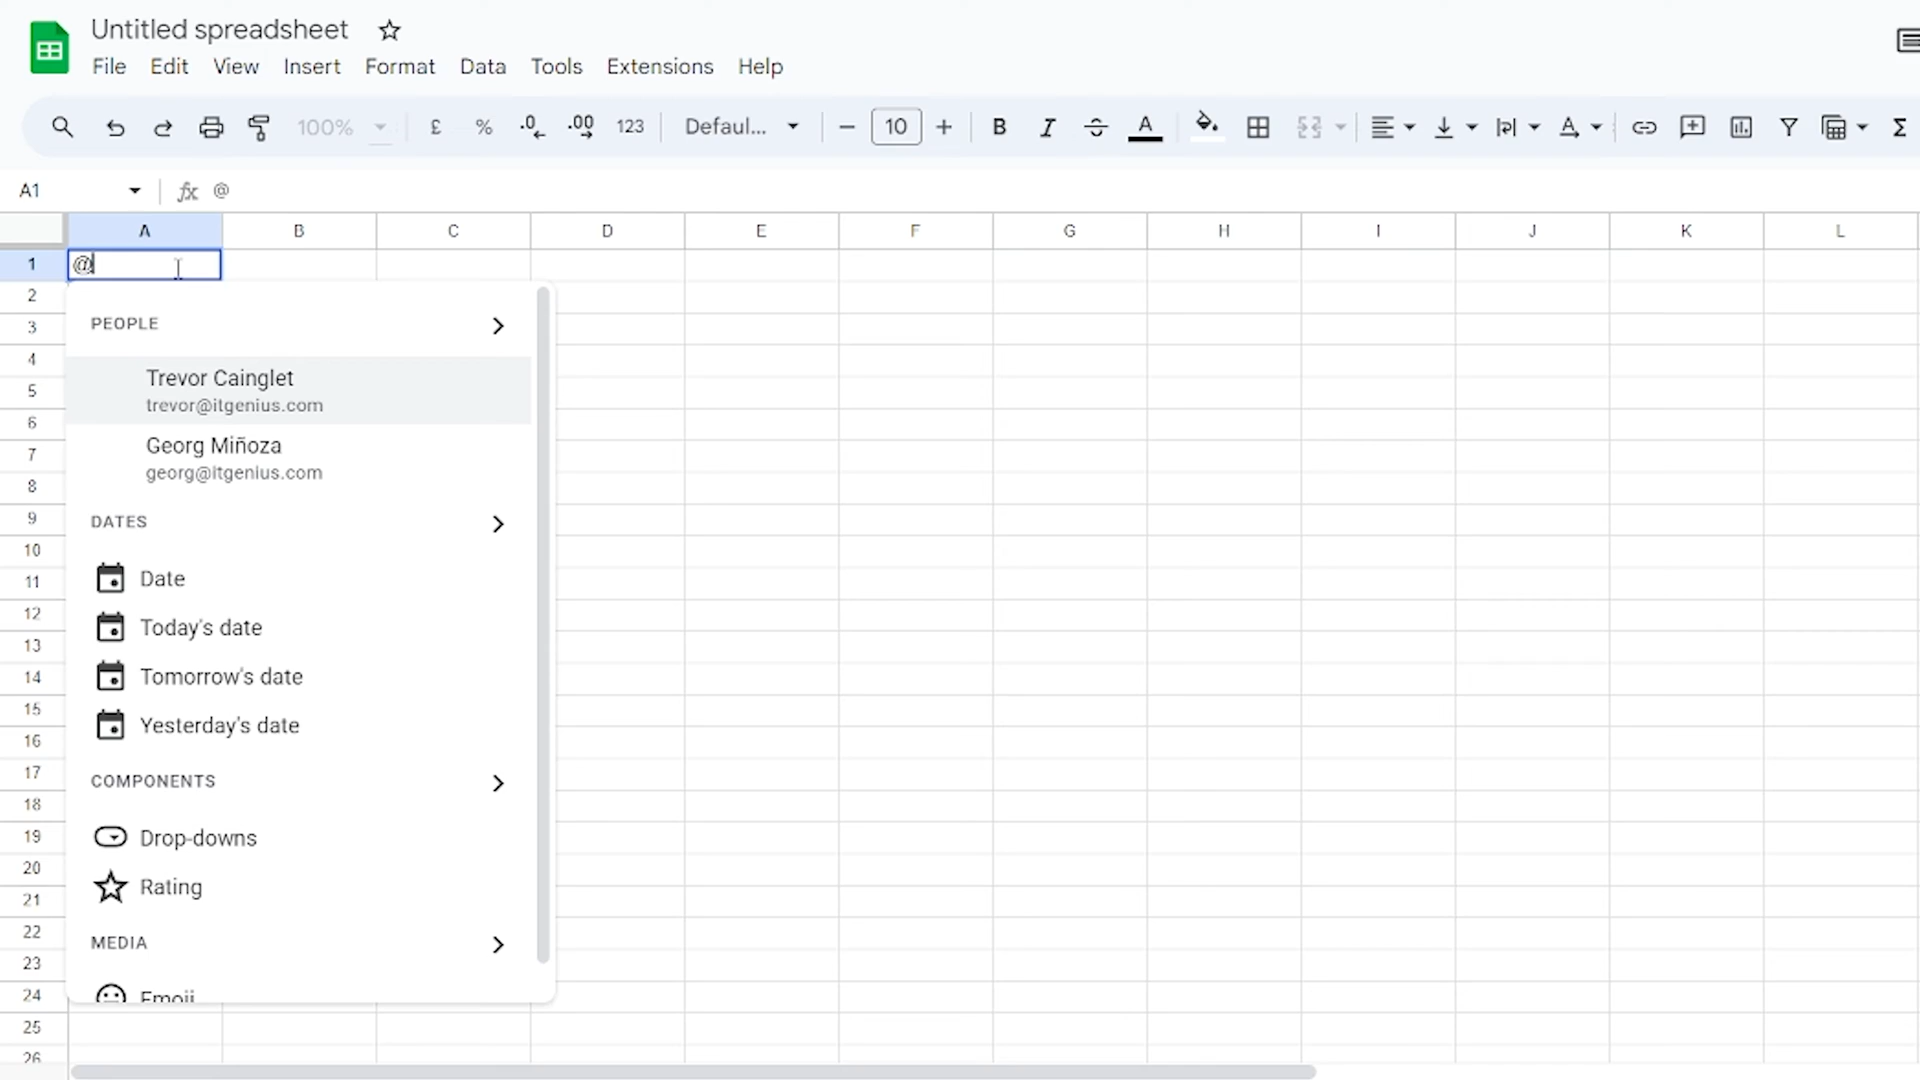 Untitled spreadsheet
File Edit View Insert Format Data Tools Extensions Help
100% £ % .0 .00 123 Defaul... − 10 + B I S A A Σ
A1 fx @
A B C D E F G H I J K L
1 @
2
PEOPLE
3
4
Trevor Cainglet
5
trevor@itgenius.com
6
Georg Miñoza
7
georg@itgenius.com
8
9
DATES
10
Date
11
12
Today's date
13
14
Tomorrow's date
15
Yesterday's date
16
17
COMPONENTS
18
19
Drop-downs
20
Rating
21
22
MEDIA
23
24
Emoji
25
26